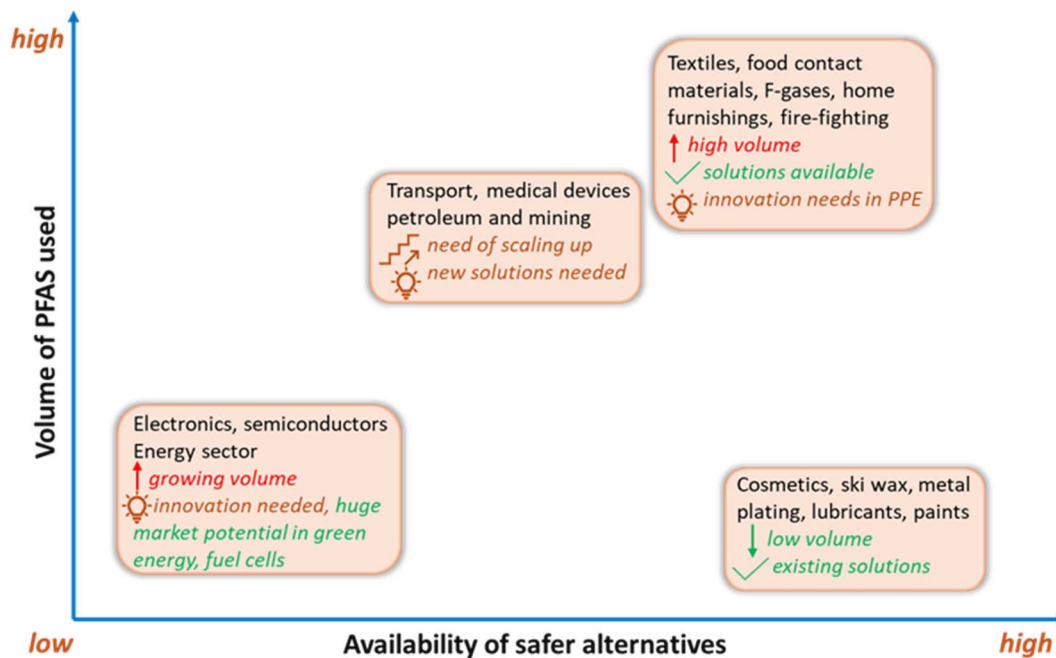 high
Volume of PFAS used
Textiles, food contact
materials, F-gases, home
furnishings, fire-fighting
high volume
solutions available
innovation needs in PPE
Transport, medical devices
petroleum and mining
need of scaling up
new solutions needed
Electronics, semiconductors
Energy sector
growing volume
innovation needed, huge
market potential in green
energy, fuel cells
Cosmetics, ski wax, metal
plating, lubricants, paints
low volume
existing solutions
low
Availability of safer alternatives
high